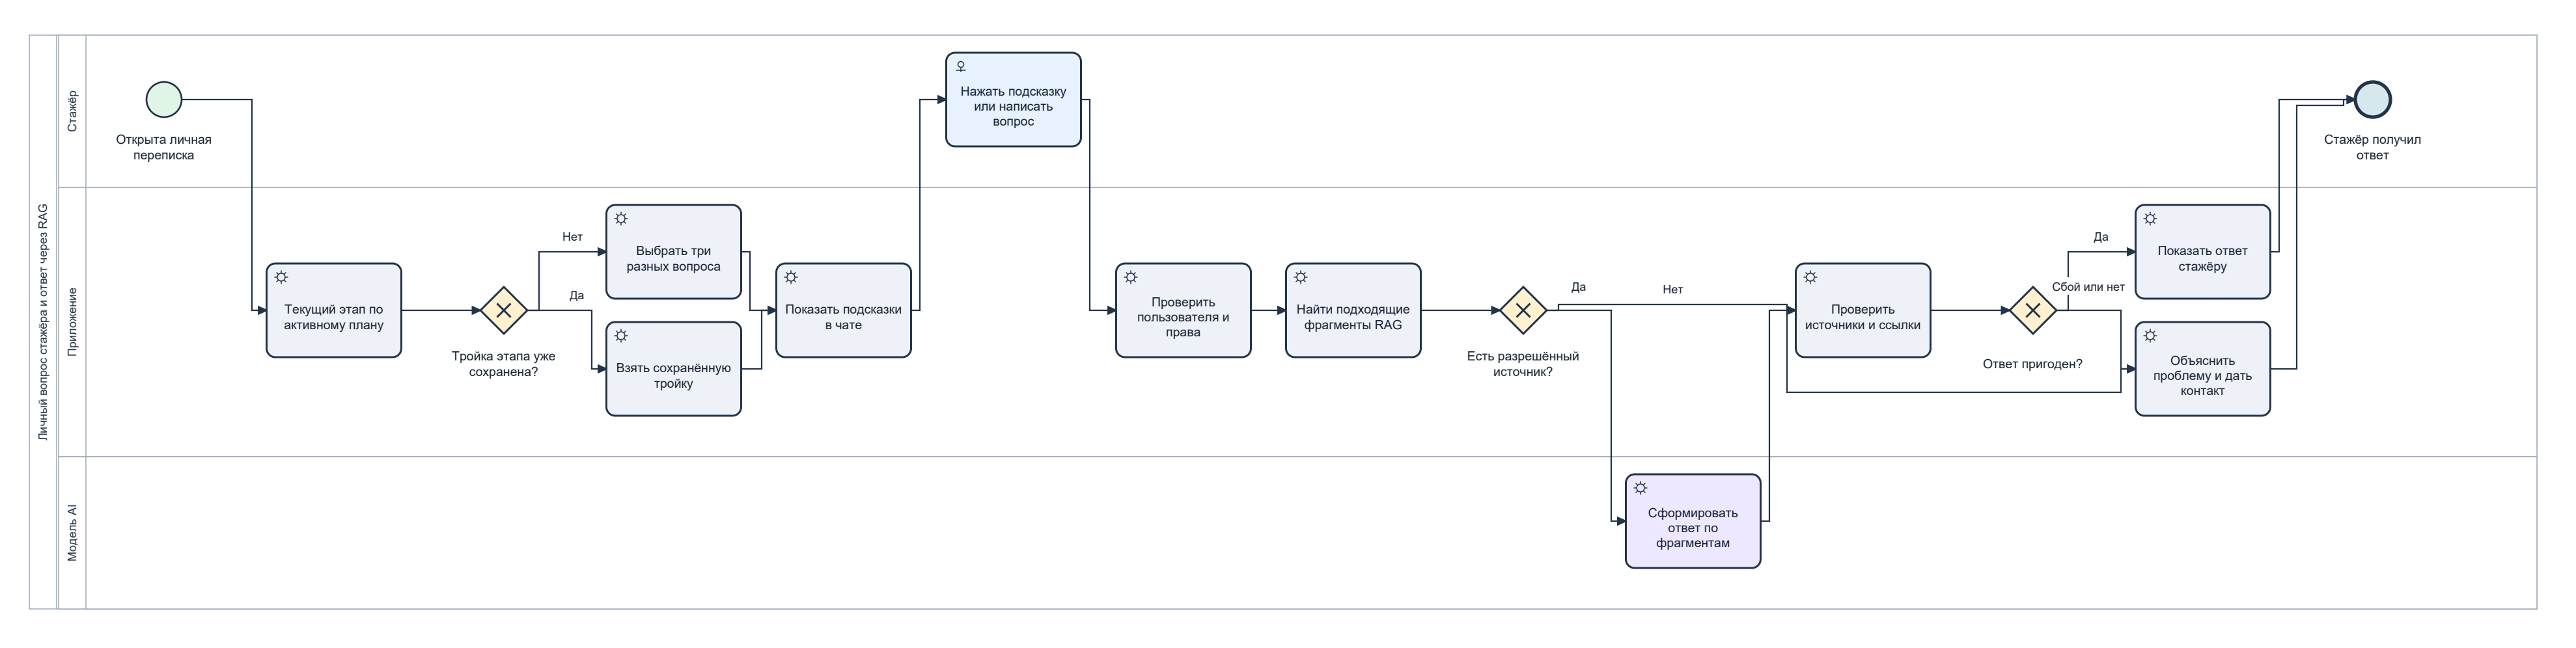 Личный вопрос стажёра и ответ через RAG
Стажёр
Открыта личная
переписка
Нажать подсказку
или написать
вопрос
Стажёр получил
ответ
Приложение
Текущий этап по
активному плану
Тройка этапа уже
сохранена?
Нет
Да
Выбрать три
разных вопроса
Взять сохранённую
тройку
Показать подсказки
в чате
Проверить
пользователя и
права
Найти подходящие
фрагменты RAG
Есть разрешённый
источник?
Да
Нет
Проверить
источники и ссылки
Ответ пригоден?
Да
Сбой или нет
Показать ответ
стажёру
Объяснить
проблему и дать
контакт
Модель AI
Сформировать
ответ по
фрагментам